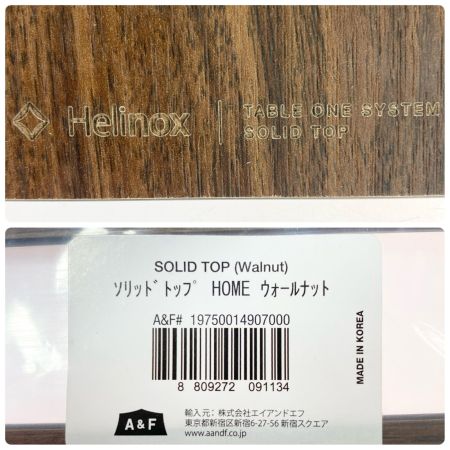 Helinox | TABLE ONE SYSTEM
SOLID TOP
SOLID TOP (Walnut)
ソリッドトップ HOME ウォールナット
A&F# 19750014907000
8 809272 091134
MADE IN KOREA
A&F
輸入元：株式会社エイアンドエフ
東京都新宿区新宿6-27-56 新宿スクエア
www.aandf.co.jp